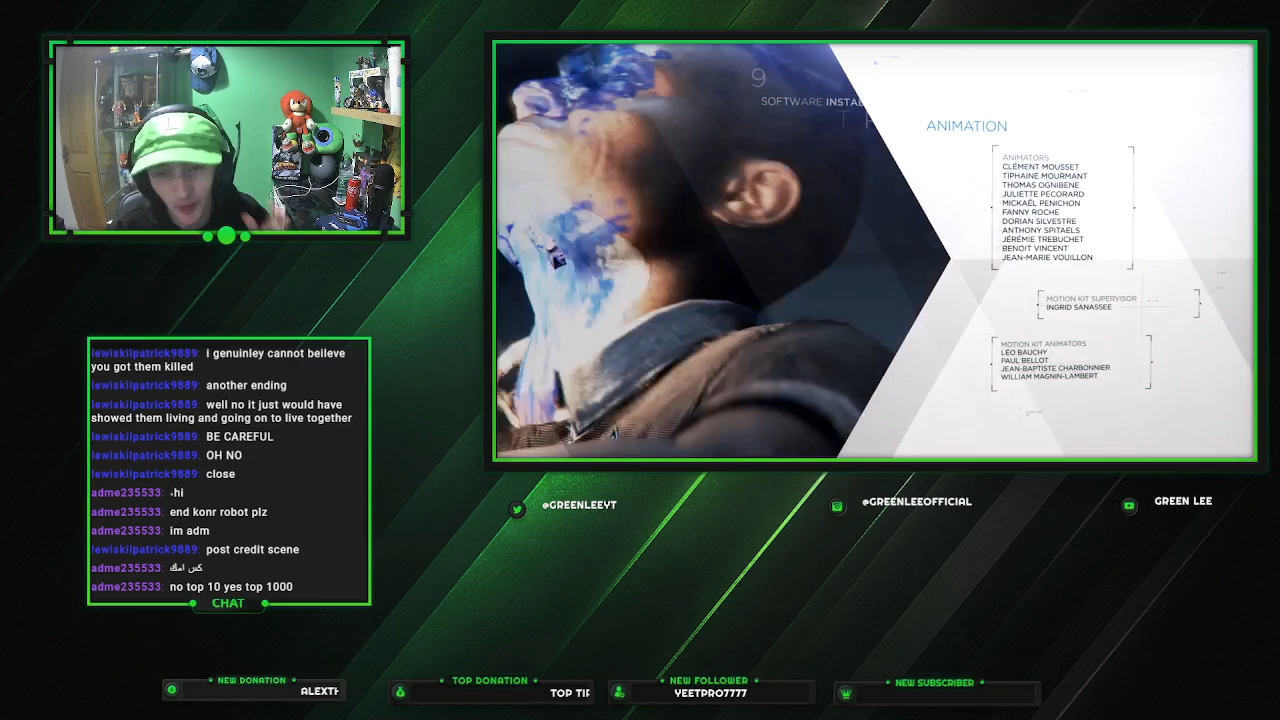 9
SOFTWARE INSTAL
ANIMATION
ANIMATORS
CLÉMENT MOUSSET
TIPHAINE MOURMANT
THOMAS OGNIBENE
JULIETTE PECORARD
MICKAËL PENICHON
FANNY ROCHE
DORIAN SILVESTRE
ANTHONY SPITAELS
JÉRÉMIE TREBUCHET
BENOIT VINCENT
JEAN-MARIE VOUILLON
MOTION KIT SUPERVISOR
INGRID SANASSEE
MOTION KIT ANIMATORS
LÉO BAUCHY
PAUL BELLOT
JEAN-BAPTISTE CHARBONNIER
WILLIAM MAGNIN-LAMBERT
lewiskilpatrick9889: i genuinley cannot beileve
you got them killed
lewiskilpatrick9889: another ending
lewiskilpatrick9889: well no it just would have
showed them living and going on to live together
lewiskilpatrick9889: BE CAREFUL
lewiskilpatrick9889: OH NO
lewiskilpatrick9889: close
adme235533: hi
adme235533: end konr robot plz
adme235533: im adm
lewiskilpatrick9889: post credit scene
adme235533: كس امك
adme235533: no top 10 yes top 1000
CHAT
@GREENLEEYT
@GREENLEEOFFICIAL
GREEN LEE
NEW DONATION
ALEXTH
TOP DONATION
TOP TIP
NEW FOLLOWER
YEETPRO7777
NEW SUBSCRIBER